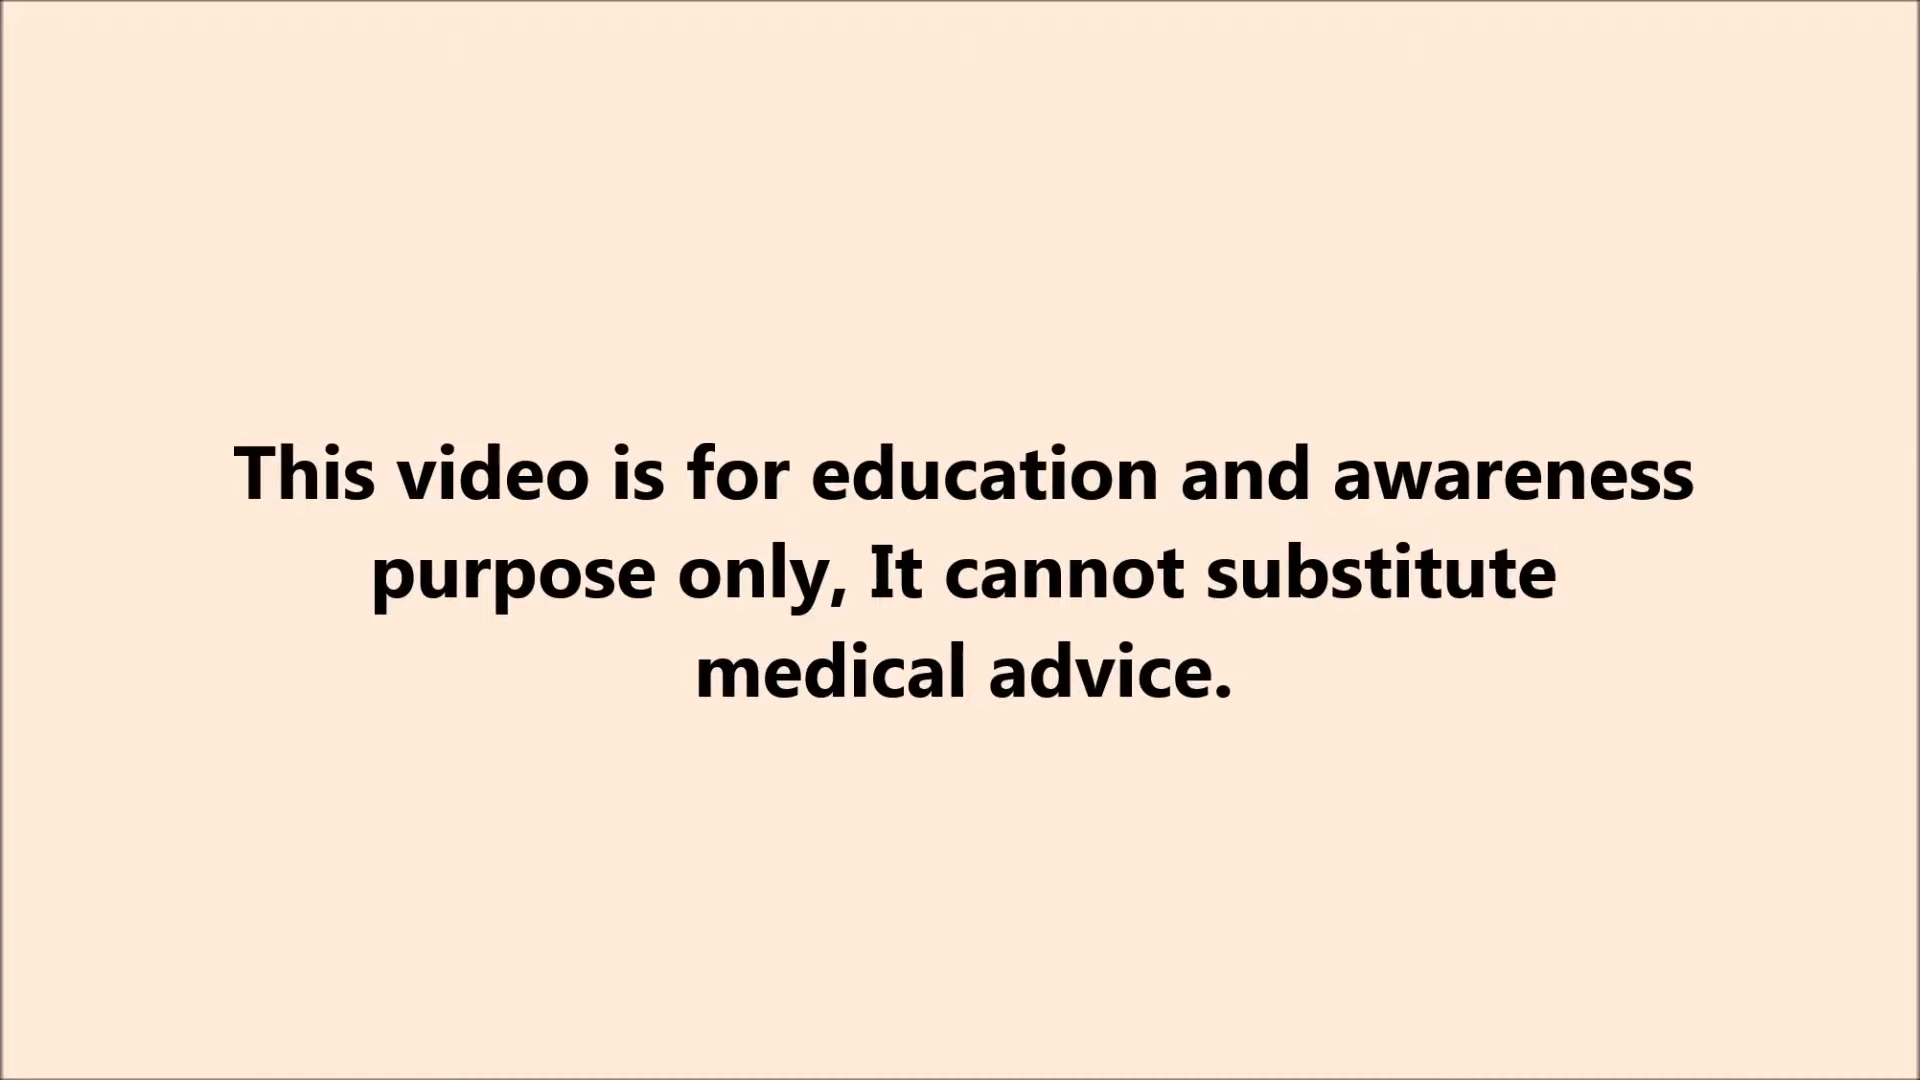 This video is for education and awareness
purpose only, It cannot substitute
medical advice.